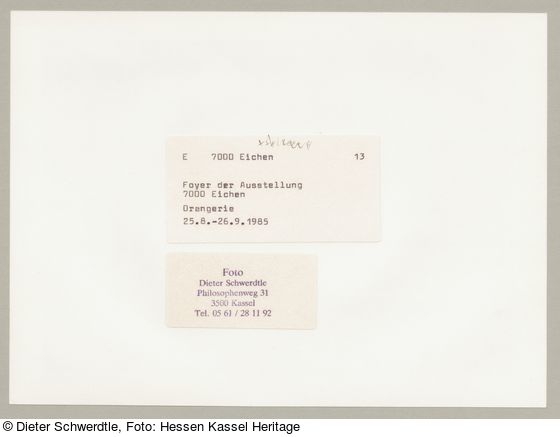 E 7000 Eichen 13
Foyer der Ausstellung
7000 Eichen
Orangerie
25.8.-26.9.1985
Foto
Dieter Schwerdtle
Philosophenweg 31
3500 Kassel
Tel. 05 61 / 28 11 92
© Dieter Schwerdtle, Foto: Hessen Kassel Heritage